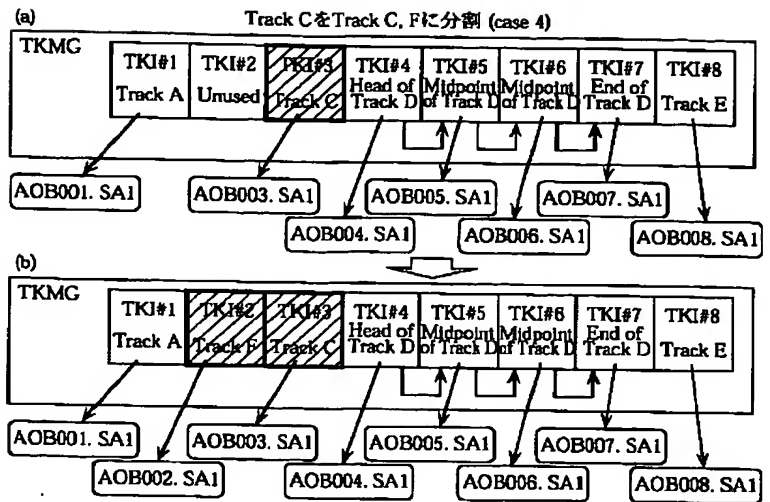 (a)
Track CをTrack C, Fに分割 (case 4)
TKMG
TKI#1
Track A
TKI#2
Unused
TKI#3
Track C
TKI#4
Head of
Track D
TKI#5
Midpoint
of Track D
TKI#6
Midpoint
of Track D
TKI#7
End of
Track D
TKI#8
Track E
AOB001. SA1
AOB003. SA1
AOB005. SA1
AOB007. SA1
AOB004. SA1
AOB006. SA1
AOB008. SA1
(b)
TKMG
TKI#1
Track A
TKI#2
Track F
TKI#3
Track C
TKI#4
Head of
Track D
TKI#5
Midpoint
of Track D
TKI#6
Midpoint
of Track D
TKI#7
End of
Track D
TKI#8
Track E
AOB001. SA1
AOB003. SA1
AOB005. SA1
AOB007. SA1
AOB002. SA1
AOB004. SA1
AOB006. SA1
AOB008. SA1